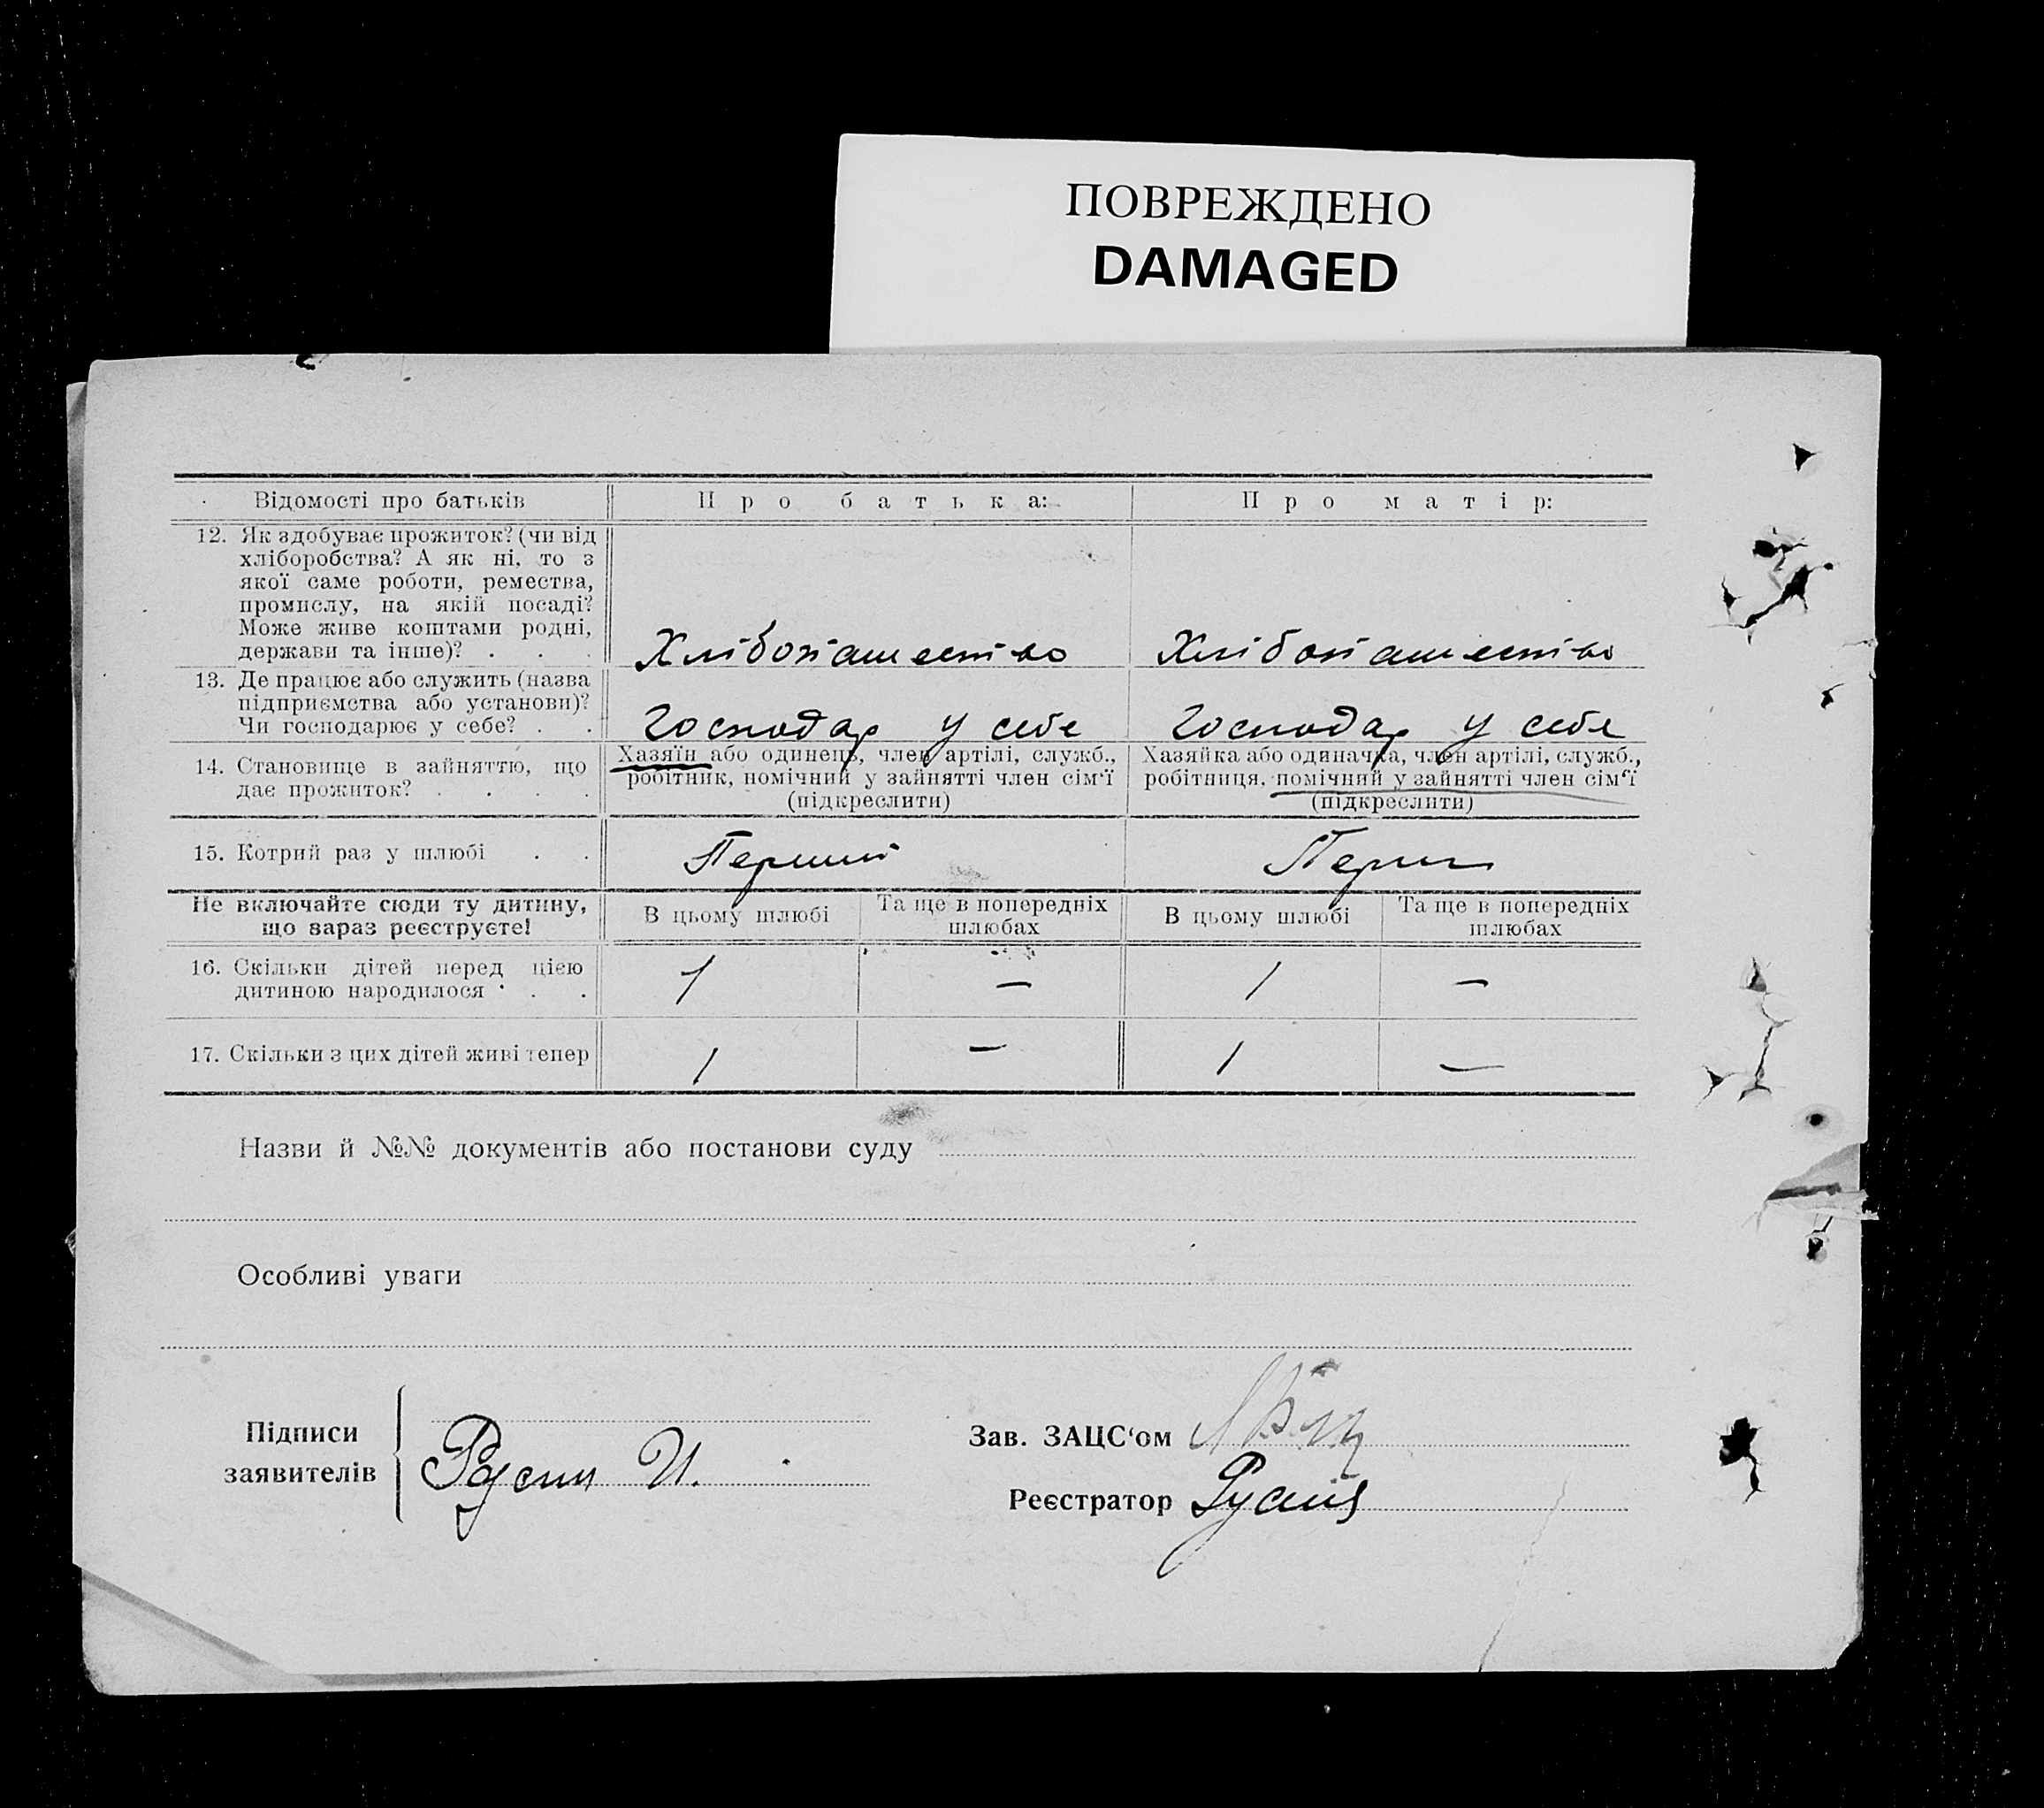 ПОВРЕЖДЕНО
DAMAGED
Відомості про батьків
Про батька:
Про матір:
12. Як здобуває прожиток? (чи від
хліборобства? А як ні, то з
якої саме роботи, ремества,
промислу, на якій посаді?
Може живе коштами родні,
держави та інше)? . . .
Хлібопашество
Хлібопашество
13. Де працює або служить (назва
підприємства або установи)?
Чи господарює у себе? . .
Господар у себе
Господар у себе
14. Становище в зайняттю, що
дає прожиток? . . . .
Хазяїн або одинець, член артілі, служб.,
робітник, помічний у зайнятті член сім'ї
(підкреслити)
Хазяйка або одиначка, член артілі, служб.,
робітниця, помічний у зайнятті член сім'ї
(підкреслити)
15. Котрий раз у шлюбі . .
Перший
Перш
Не включайте сюди ту дитину,
що вараз реєструєте!
В цьому шлюбі
Та ще в попередніх
шлюбах
В цьому шлюбі
Та ще в попередніх
шлюбах
16. Скільки дітей перед цією
дитиною народилося . .
1
—
1
—
17. Скільки з цих дітей живі тепер
1
—
1
—
Назви й №№ документів або постанови суду
Особливі уваги
Підписи
заявителів
Русин И.
Зав. ЗАЦС'ом
Реєстратор